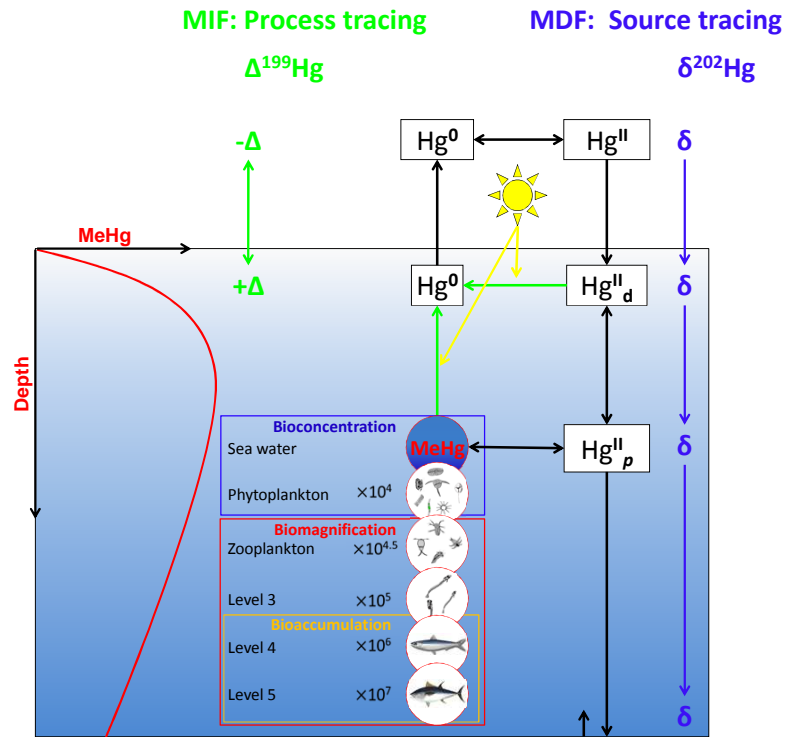 MIF: Process tracing
MDF: Source tracing
Δ¹⁹⁹Hg
δ²⁰²Hg
-Δ
Hg⁰
Hgᴵᴵ
δ
MeHg
+Δ
Hg⁰
Hgᴵᴵd
δ
Depth
Bioconcentration
Sea water
MeHg
Hgᴵᴵp
δ
Phytoplankton ×10⁴
Biomagnification
Zooplankton ×10⁴·⁵
Level 3 ×10⁵
Bioaccumulation
Level 4 ×10⁶
Level 5 ×10⁷
δ